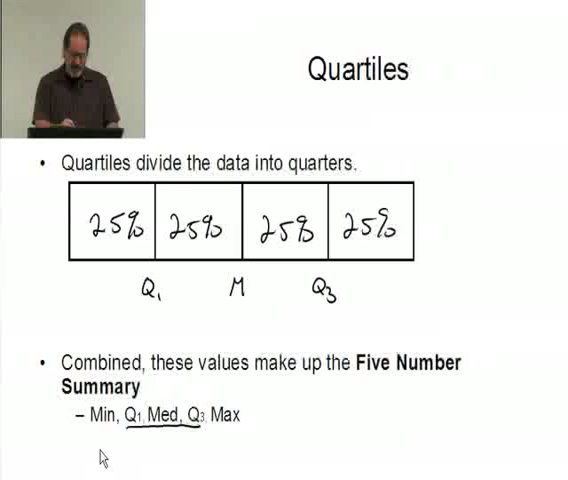 Quartiles
• Quartiles divide the data into quarters.
25% 25% 25% 25%
Q1 M Q3
• Combined, these values make up the Five Number
Summary
– Min, Q1, Med, Q3, Max